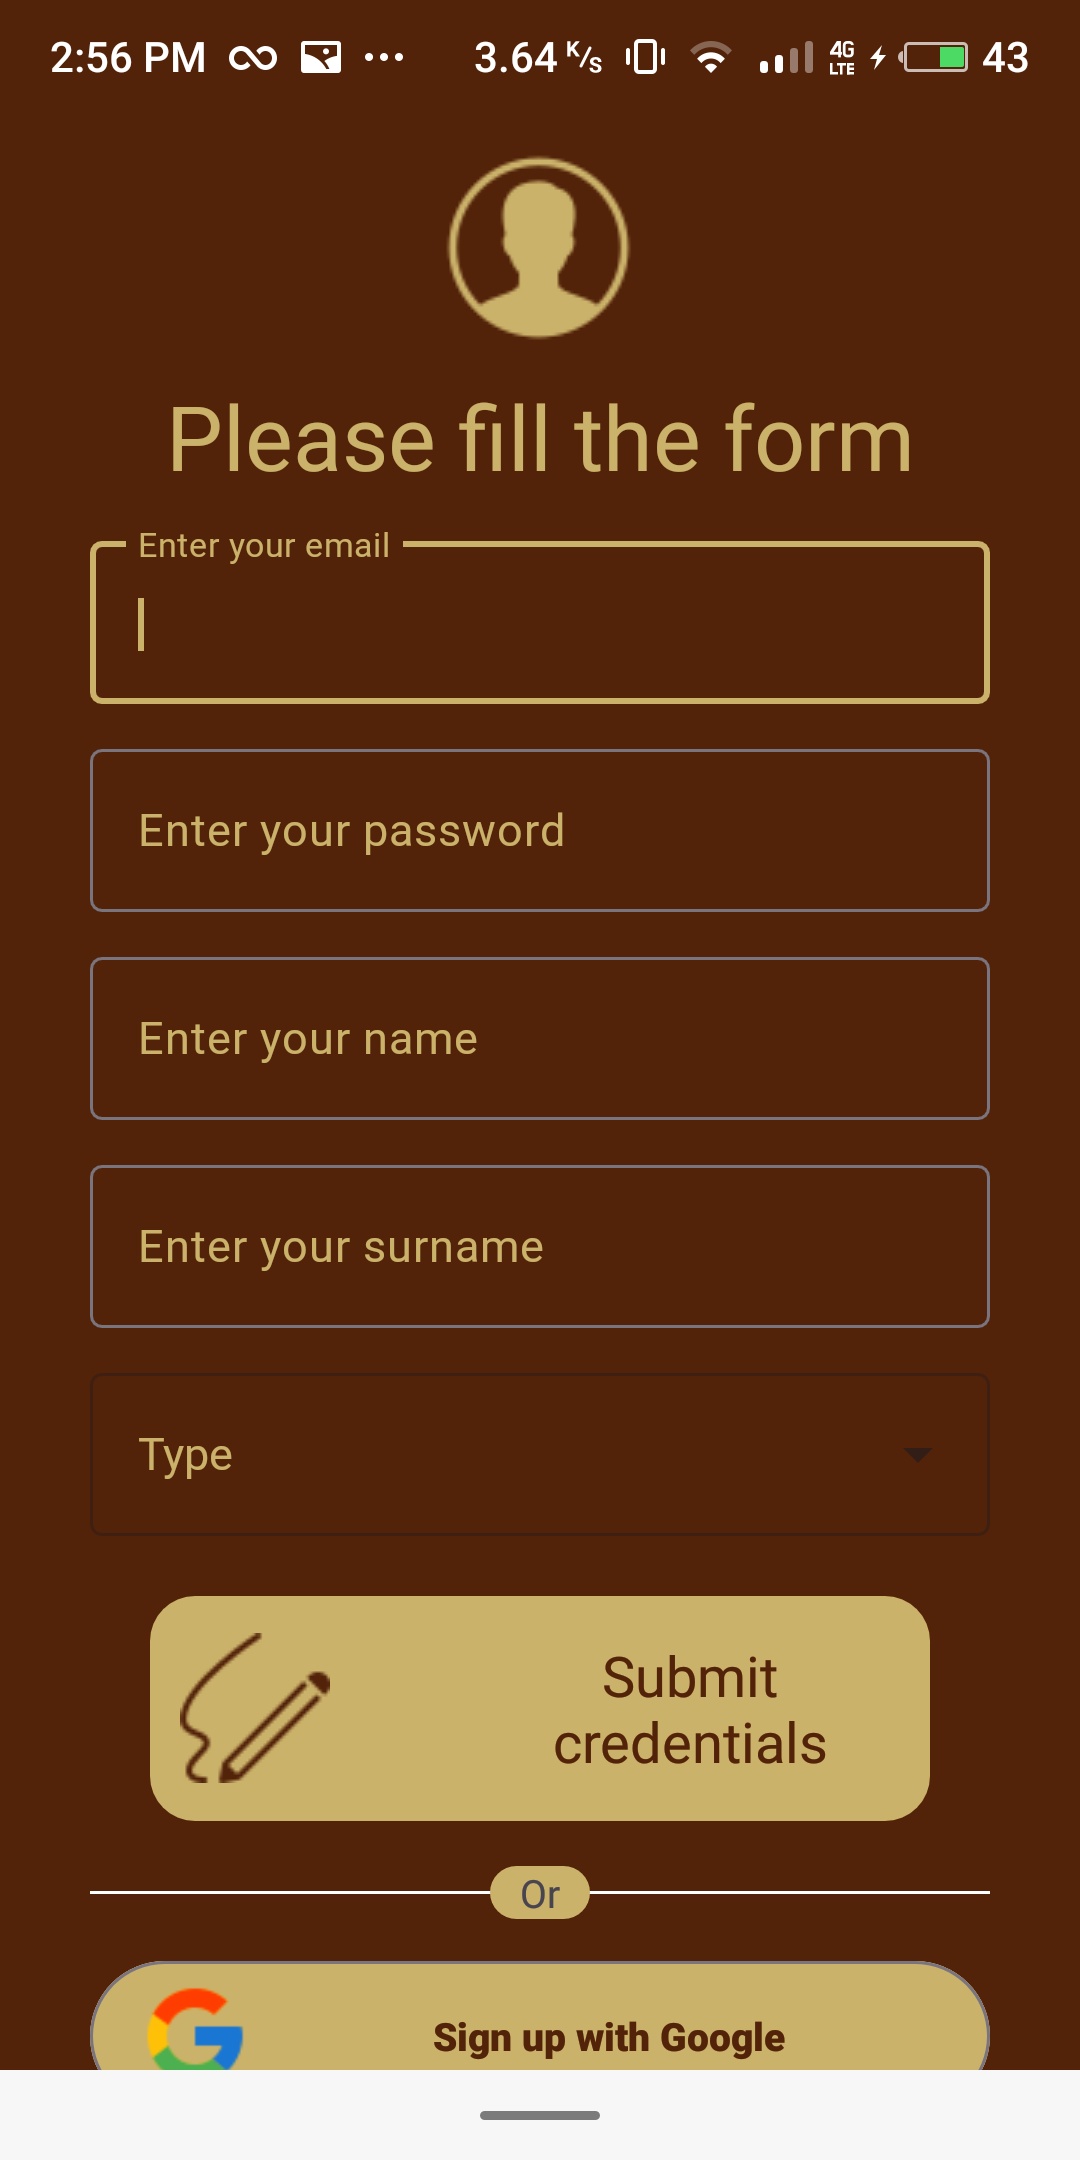 2:56 PM ... 3.64 K/s 4G LTE 43
Please fill the form
Enter your email
Enter your password
Enter your name
Enter your surname
Type
Submit
credentials
Or
Sign up with Google